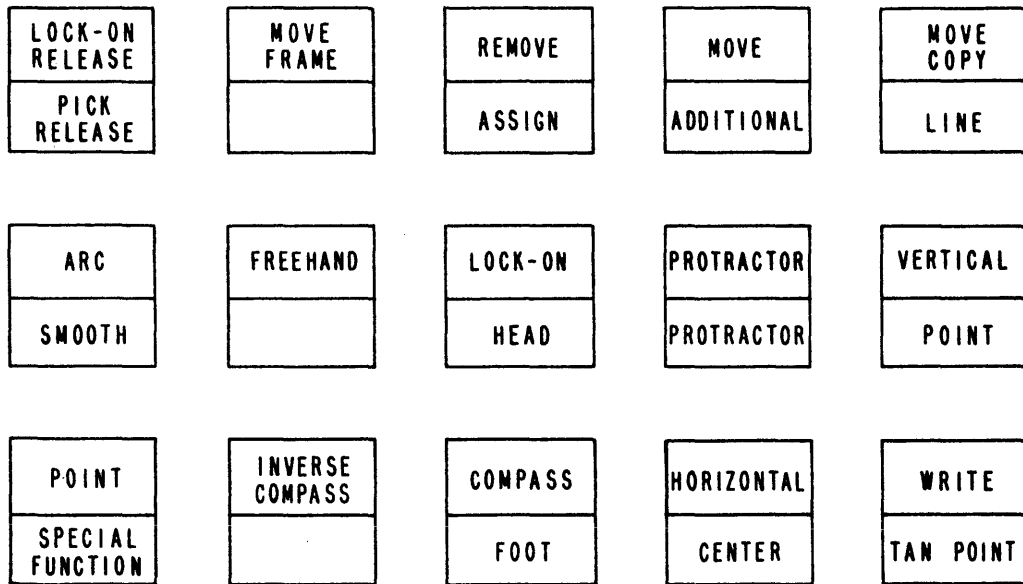 LOCK-ON
RELEASE
PICK
RELEASE
MOVE
FRAME
REMOVE
ASSIGN
MOVE
ADDITIONAL
MOVE
COPY
LINE
ARC
SMOOTH
FREEHAND
LOCK-ON
HEAD
PROTRACTOR
PROTRACTOR
VERTICAL
POINT
POINT
SPECIAL
FUNCTION
INVERSE
COMPASS
COMPASS
FOOT
HORIZONTAL
CENTER
WRITE
TAN POINT